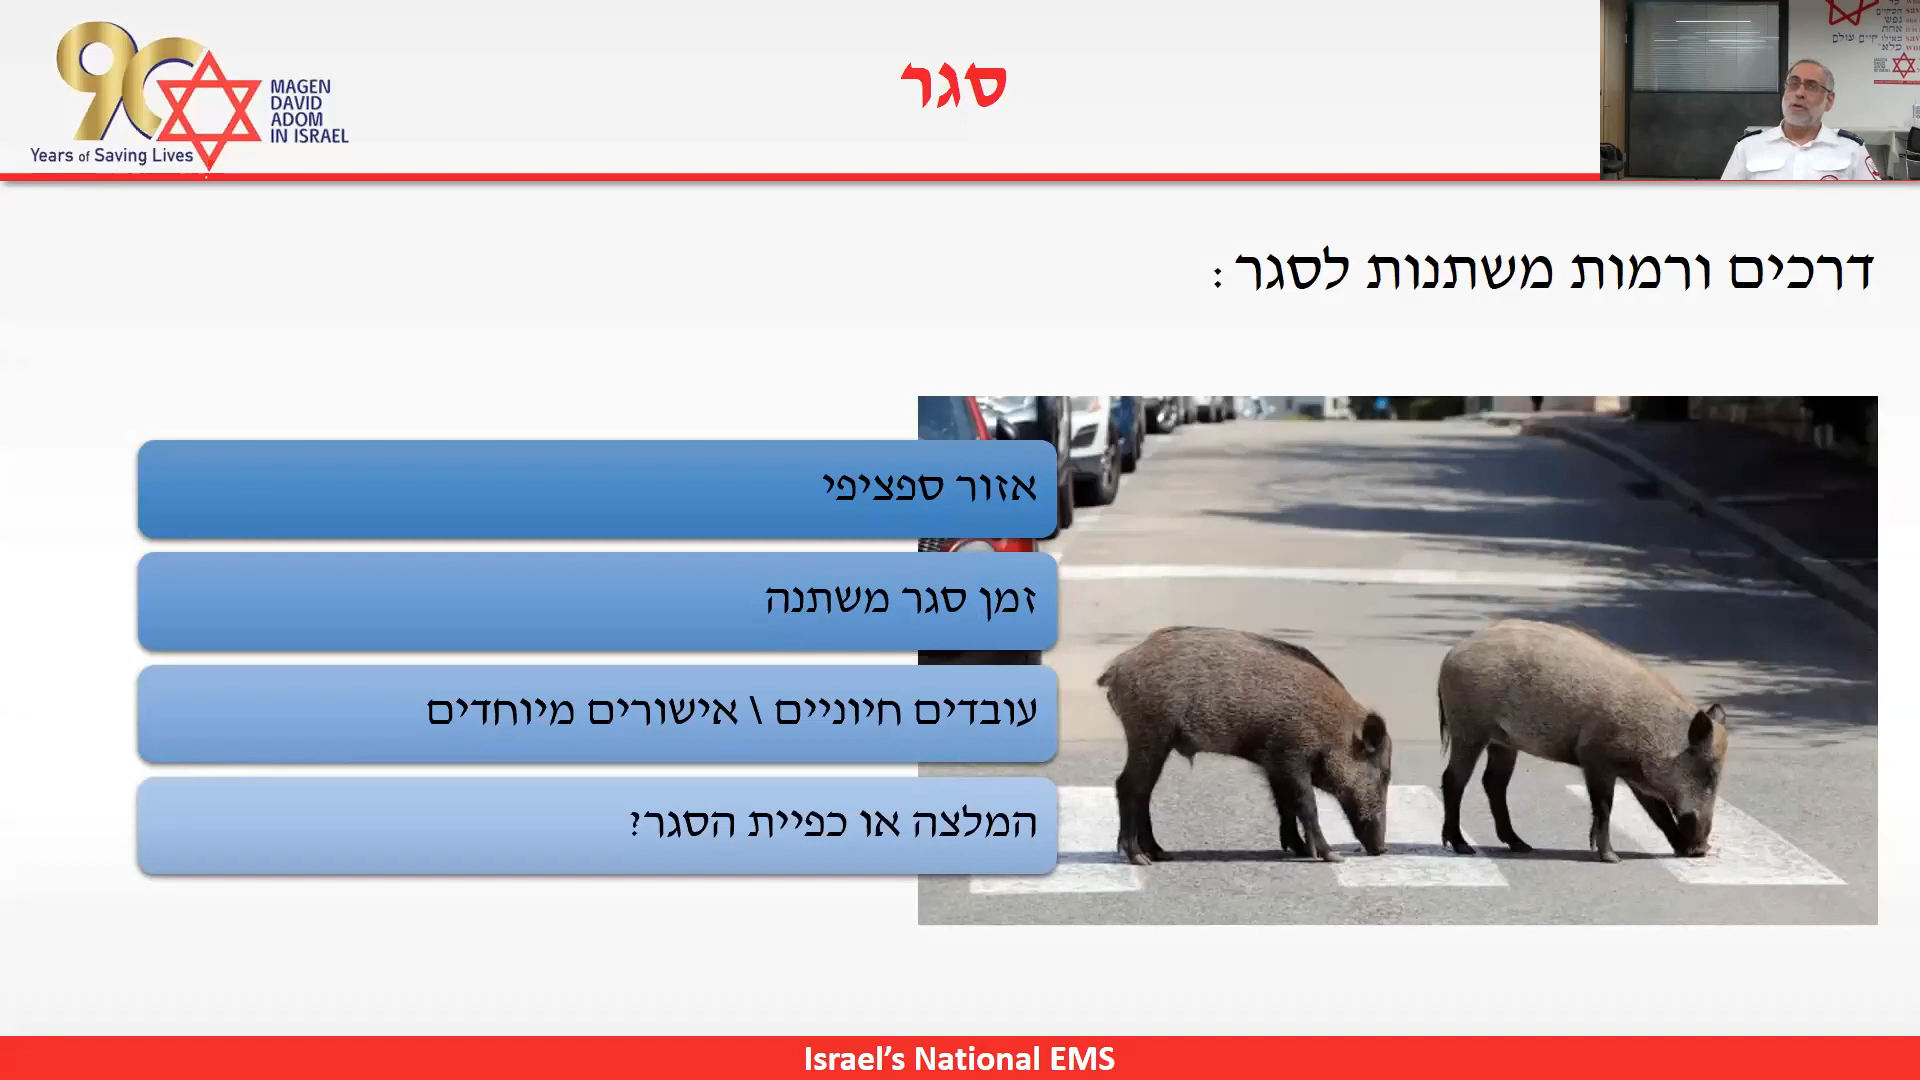 90
Years of Saving Lives
MAGEN
DAVID
ADOM
IN ISRAEL
סגר
דרכים ורמות משתנות לסגר :
אזור ספציפי
זמן סגר משתנה
עובדים חיוניים \ אישורים מיוחדים
המלצה או כפיית הסגר?
Israel's National EMS